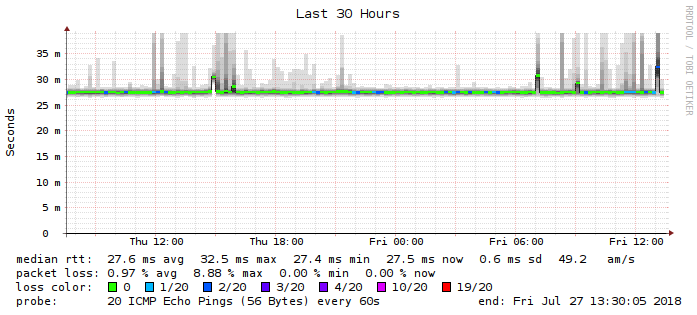 Last 30 Hours
RRDTOOL / TOBI OETIKER
Seconds
35 m
30 m
25 m
20 m
15 m
10 m
5 m
0
Thu 12:00 Thu 18:00 Fri 00:00 Fri 06:00 Fri 12:00
median rtt: 27.6 ms avg 32.5 ms max 27.4 ms min 27.5 ms now 0.6 ms sd 49.2 am/s
packet loss: 0.97 % avg 8.88 % max 0.00 % min 0.00 % now
loss color: 0 1/20 2/20 3/20 4/20 10/20 19/20
probe: 20 ICMP Echo Pings (56 Bytes) every 60s end: Fri Jul 27 13:30:05 2018